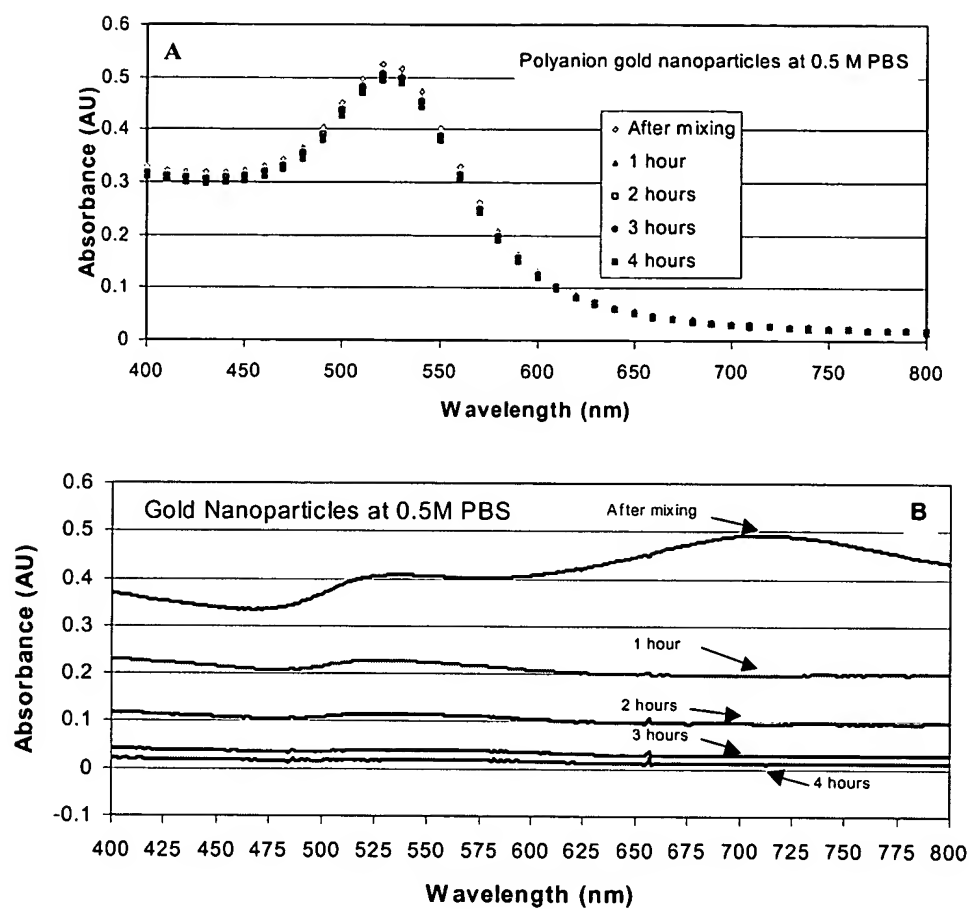 0.6
A
Polyanion gold nanoparticles at 0.5 M PBS
0.5
After mixing
0.4
1 hour
0.3
2 hours
3 hours
0.2
4 hours
0.1
0
Absorbance (AU)
400 450 500 550 600 650 700 750 800
Wavelength (nm)
0.6
Gold Nanoparticles at 0.5M PBS
After mixing
B
0.5
0.4
0.3
1 hour
0.2
2 hours
0.1
3 hours
0
4 hours
-0.1
Absorbance (AU)
400 425 450 475 500 525 550 575 600 625 650 675 700 725 750 775 800
Wavelength (nm)